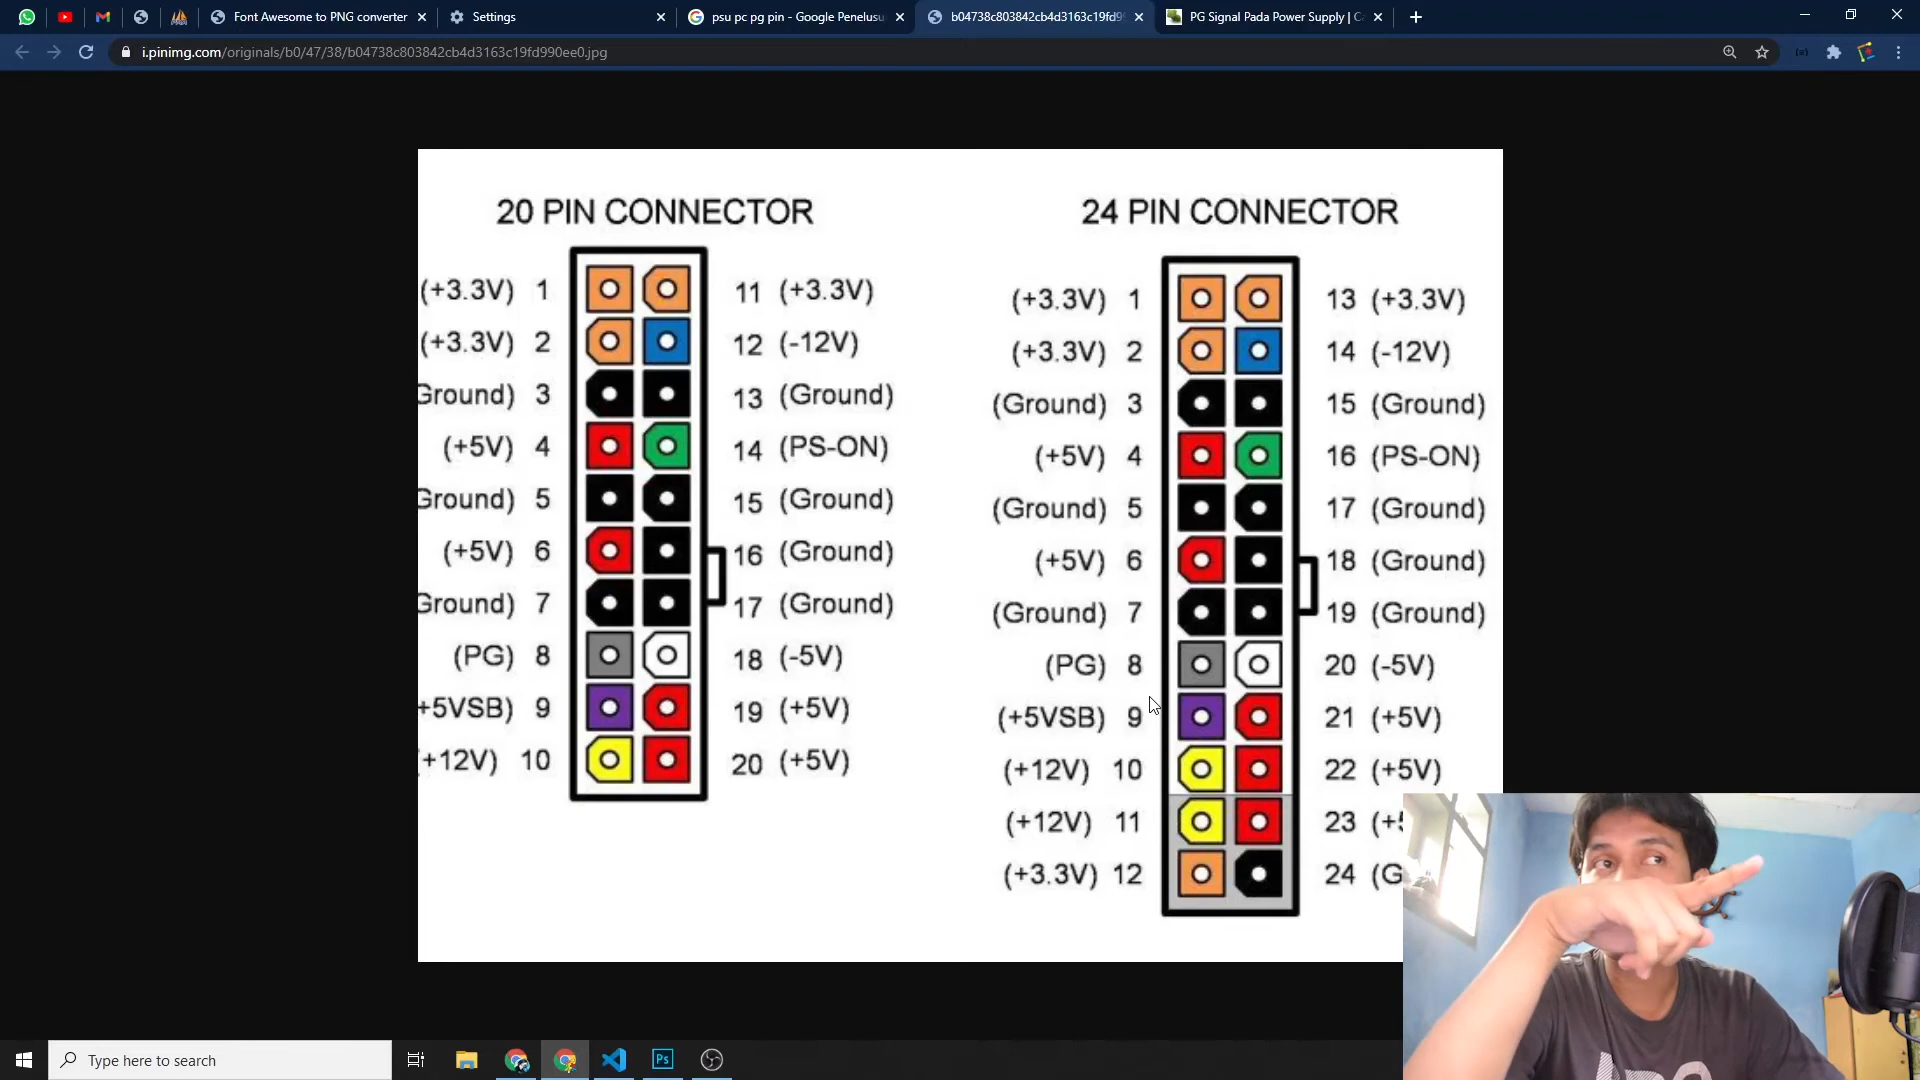 Font Awesome to PNG converter
Settings
psu pc pg pin - Google Penelusu
b04738c803842cb4d3163c19fd9
PG Signal Pada Power Supply | C
i.pinimg.com/originals/b0/47/38/b04738c803842cb4d3163c19fd990ee0.jpg
20 PIN CONNECTOR
(+3.3V) 1 11 (+3.3V)
(+3.3V) 2 12 (-12V)
Ground) 3 13 (Ground)
(+5V) 4 14 (PS-ON)
Ground) 5 15 (Ground)
(+5V) 6 16 (Ground)
Ground) 7 17 (Ground)
(PG) 8 18 (-5V)
+5VSB) 9 19 (+5V)
+12V) 10 20 (+5V)
24 PIN CONNECTOR
(+3.3V) 1 13 (+3.3V)
(+3.3V) 2 14 (-12V)
(Ground) 3 15 (Ground)
(+5V) 4 16 (PS-ON)
(Ground) 5 17 (Ground)
(+5V) 6 18 (Ground)
(Ground) 7 19 (Ground)
(PG) 8 20 (-5V)
(+5VSB) 9 21 (+5V)
(+12V) 10 22 (+5V)
(+12V) 11 23 (+5
(+3.3V) 12 24 (G
Type here to search
Ps